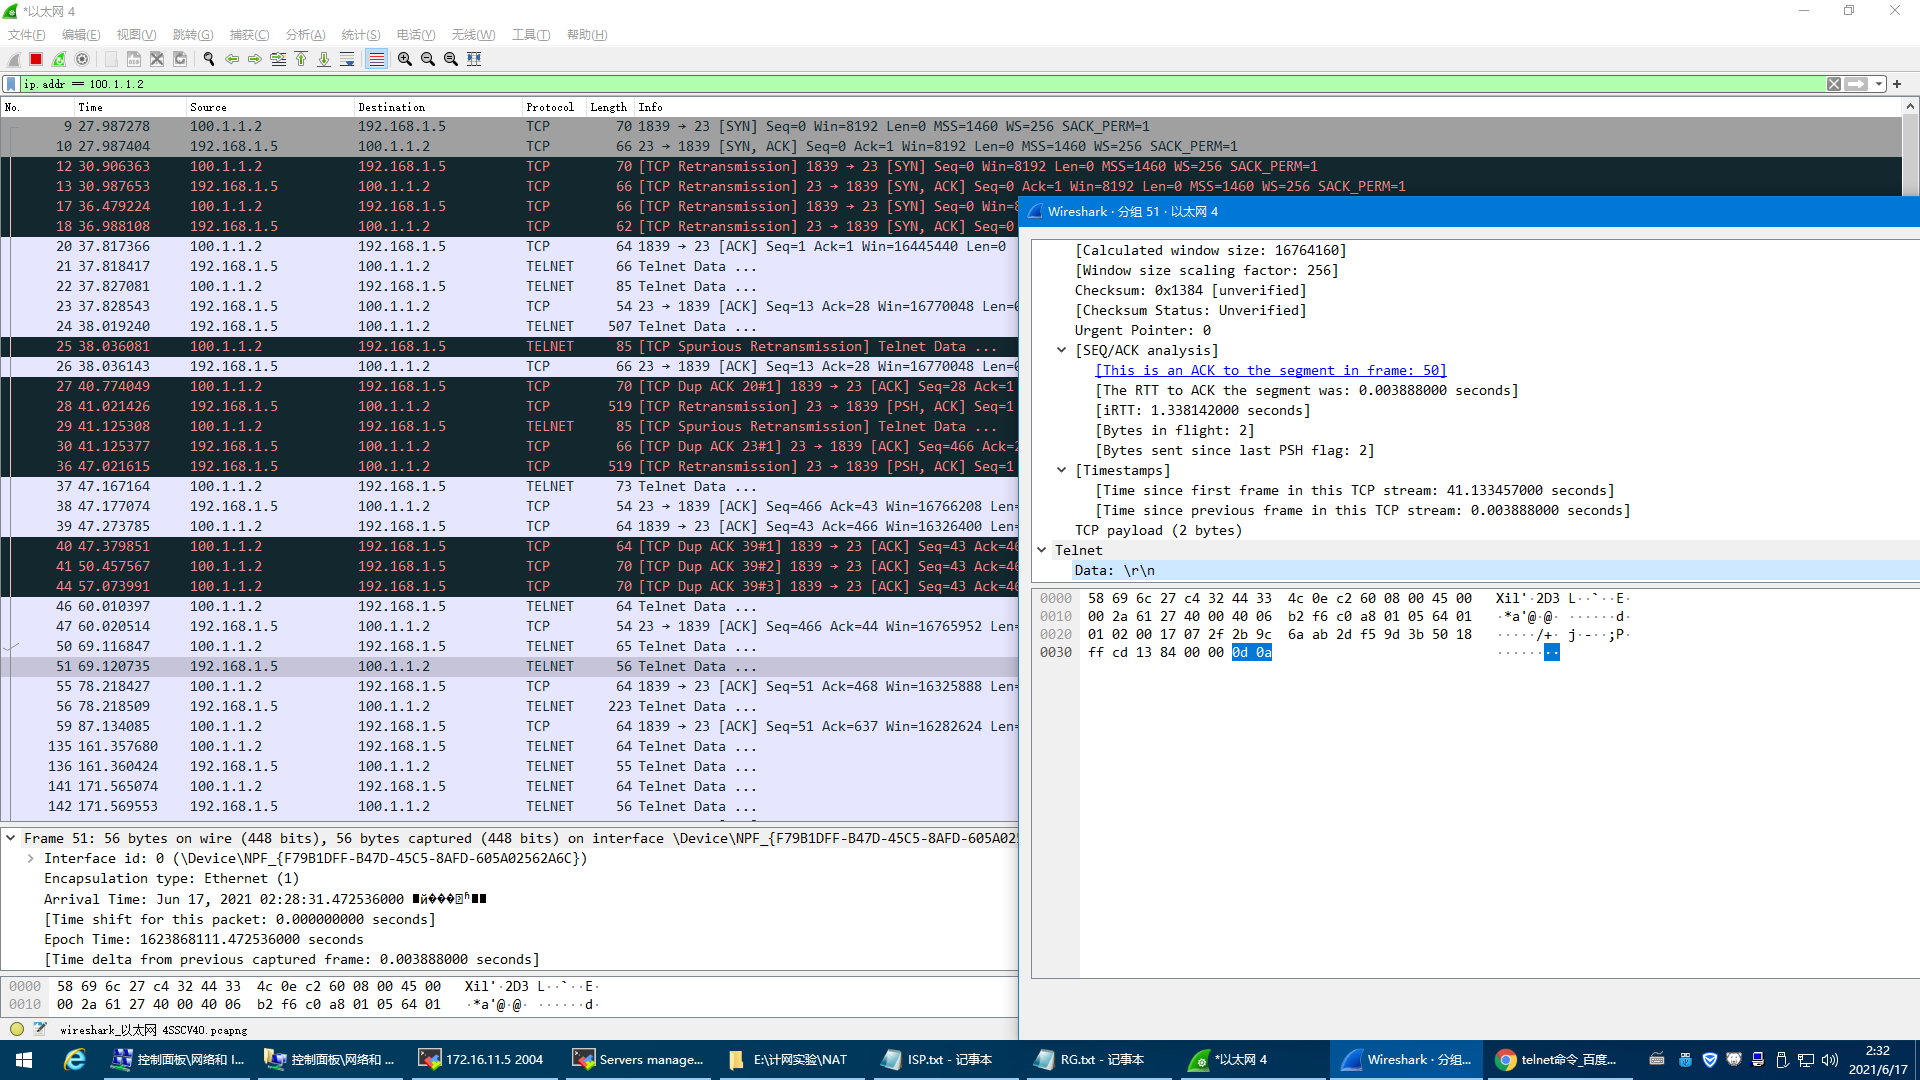 *以太网 4
文件(F) 编辑(E) 视图(V) 跳转(G) 捕获(C) 分析(A) 统计(S) 电话(Y) 无线(W) 工具(T) 帮助(H)
ip.addr == 100.1.1.2
No. Time Source Destination Protocol Length Info
9 27.987278 100.1.1.2 192.168.1.5 TCP 70 1839 → 23 [SYN] Seq=0 Win=8192 Len=0 MSS=1460 WS=256 SACK_PERM=1
10 27.987404 192.168.1.5 100.1.1.2 TCP 66 23 → 1839 [SYN, ACK] Seq=0 Ack=1 Win=8192 Len=0 MSS=1460 WS=256 SACK_PERM=1
12 30.906363 100.1.1.2 192.168.1.5 TCP 70 [TCP Retransmission] 1839 → 23 [SYN] Seq=0 Win=8192 Len=0 MSS=1460 WS=256 SACK_PERM=1
13 30.987653 192.168.1.5 100.1.1.2 TCP 66 [TCP Retransmission] 23 → 1839 [SYN, ACK] Seq=0 Ack=1 Win=8192 Len=0 MSS=1460 WS=256 SACK_PERM=1
17 36.479224 100.1.1.2 192.168.1.5 TCP 66 [TCP Retransmission] 1839 → 23 [SYN] Seq=0 Win=8
18 36.988108 192.168.1.5 100.1.1.2 TCP 62 [TCP Retransmission] 23 → 1839 [SYN, ACK] Seq=0
20 37.817366 100.1.1.2 192.168.1.5 TCP 64 1839 → 23 [ACK] Seq=1 Ack=1 Win=16445440 Len=0
21 37.818417 192.168.1.5 100.1.1.2 TELNET 66 Telnet Data ...
22 37.827081 100.1.1.2 192.168.1.5 TELNET 85 Telnet Data ...
23 37.828543 192.168.1.5 100.1.1.2 TCP 54 23 → 1839 [ACK] Seq=13 Ack=28 Win=16770048 Len=0
24 38.019240 192.168.1.5 100.1.1.2 TELNET 507 Telnet Data ...
25 38.036081 100.1.1.2 192.168.1.5 TELNET 85 [TCP Spurious Retransmission] Telnet Data ...
26 38.036143 192.168.1.5 100.1.1.2 TCP 66 23 → 1839 [ACK] Seq=13 Ack=28 Win=16770048 Len=0
27 40.774049 100.1.1.2 192.168.1.5 TCP 70 [TCP Dup ACK 20#1] 1839 → 23 [ACK] Seq=28 Ack=1
28 41.021426 192.168.1.5 100.1.1.2 TCP 519 [TCP Retransmission] 23 → 1839 [PSH, ACK] Seq=1
29 41.125308 100.1.1.2 192.168.1.5 TELNET 85 [TCP Spurious Retransmission] Telnet Data ...
30 41.125377 192.168.1.5 100.1.1.2 TCP 66 [TCP Dup ACK 23#1] 23 → 1839 [ACK] Seq=466 Ack=2
36 47.021615 192.168.1.5 100.1.1.2 TCP 519 [TCP Retransmission] 23 → 1839 [PSH, ACK] Seq=1
37 47.167164 100.1.1.2 192.168.1.5 TELNET 73 Telnet Data ...
38 47.177074 192.168.1.5 100.1.1.2 TCP 54 23 → 1839 [ACK] Seq=466 Ack=43 Win=16766208 Len=
39 47.273785 100.1.1.2 192.168.1.5 TCP 64 1839 → 23 [ACK] Seq=43 Ack=466 Win=16326400 Len=
40 47.379851 100.1.1.2 192.168.1.5 TCP 64 [TCP Dup ACK 39#1] 1839 → 23 [ACK] Seq=43 Ack=46
41 50.457567 100.1.1.2 192.168.1.5 TCP 70 [TCP Dup ACK 39#2] 1839 → 23 [ACK] Seq=43 Ack=46
44 57.073991 100.1.1.2 192.168.1.5 TCP 70 [TCP Dup ACK 39#3] 1839 → 23 [ACK] Seq=43 Ack=46
46 60.010397 100.1.1.2 192.168.1.5 TELNET 64 Telnet Data ...
47 60.020514 192.168.1.5 100.1.1.2 TCP 54 23 → 1839 [ACK] Seq=466 Ack=44 Win=16765952 Len=
50 69.116847 100.1.1.2 192.168.1.5 TELNET 65 Telnet Data ...
51 69.120735 192.168.1.5 100.1.1.2 TELNET 56 Telnet Data ...
55 78.218427 100.1.1.2 192.168.1.5 TCP 64 1839 → 23 [ACK] Seq=51 Ack=468 Win=16325888 Len=
56 78.218509 192.168.1.5 100.1.1.2 TELNET 223 Telnet Data ...
59 87.134085 100.1.1.2 192.168.1.5 TCP 64 1839 → 23 [ACK] Seq=51 Ack=637 Win=16282624 Len=
135 161.357680 100.1.1.2 192.168.1.5 TELNET 64 Telnet Data ...
136 161.360424 192.168.1.5 100.1.1.2 TELNET 55 Telnet Data ...
141 171.565074 100.1.1.2 192.168.1.5 TELNET 64 Telnet Data ...
142 171.569553 192.168.1.5 100.1.1.2 TELNET 56 Telnet Data ...
Frame 51: 56 bytes on wire (448 bits), 56 bytes captured (448 bits) on interface \Device\NPF_{F79B1DFF-B47D-45C5-8AFD-605A025
Interface id: 0 (\Device\NPF_{F79B1DFF-B47D-45C5-8AFD-605A02562A6C})
Encapsulation type: Ethernet (1)
Arrival Time: Jun 17, 2021 02:28:31.472536000
[Time shift for this packet: 0.000000000 seconds]
Epoch Time: 1623868111.472536000 seconds
[Time delta from previous captured frame: 0.003888000 seconds]
0000 58 69 6c 27 c4 32 44 33 4c 0e c2 60 08 00 45 00 Xil'·2D3 L··`··E·
0010 00 2a 61 27 40 00 40 06 b2 f6 c0 a8 01 05 64 01 ·*a'@·@· ······d·
wireshark_以太网 4SSCV40.pcapng
Wireshark · 分组 51 · 以太网 4
[Calculated window size: 16764160]
[Window size scaling factor: 256]
Checksum: 0x1384 [unverified]
[Checksum Status: Unverified]
Urgent Pointer: 0
[SEQ/ACK analysis]
[This is an ACK to the segment in frame: 50]
[The RTT to ACK the segment was: 0.003888000 seconds]
[iRTT: 1.338142000 seconds]
[Bytes in flight: 2]
[Bytes sent since last PSH flag: 2]
[Timestamps]
[Time since first frame in this TCP stream: 41.133457000 seconds]
[Time since previous frame in this TCP stream: 0.003888000 seconds]
TCP payload (2 bytes)
Telnet
Data: \r\n
0000 58 69 6c 27 c4 32 44 33 4c 0e c2 60 08 00 45 00 Xil'·2D3 L··`··E·
0010 00 2a 61 27 40 00 40 06 b2 f6 c0 a8 01 05 64 01 ·*a'@·@· ······d·
0020 01 02 00 17 07 2f 2b 9c 6a ab 2d f5 9d 3b 50 18 ·····/+· j·-··;P·
0030 ff cd 13 84 00 00 0d 0a ········
控制面板\网络和 I... 控制面板\网络和 ... 172.16.11.5 2004 Servers manage... E:\计网实验\NAT ISP.txt - 记事本 RG.txt - 记事本 *以太网 4 Wireshark · 分组... telnet命令_百度... 2:32
2021/6/17